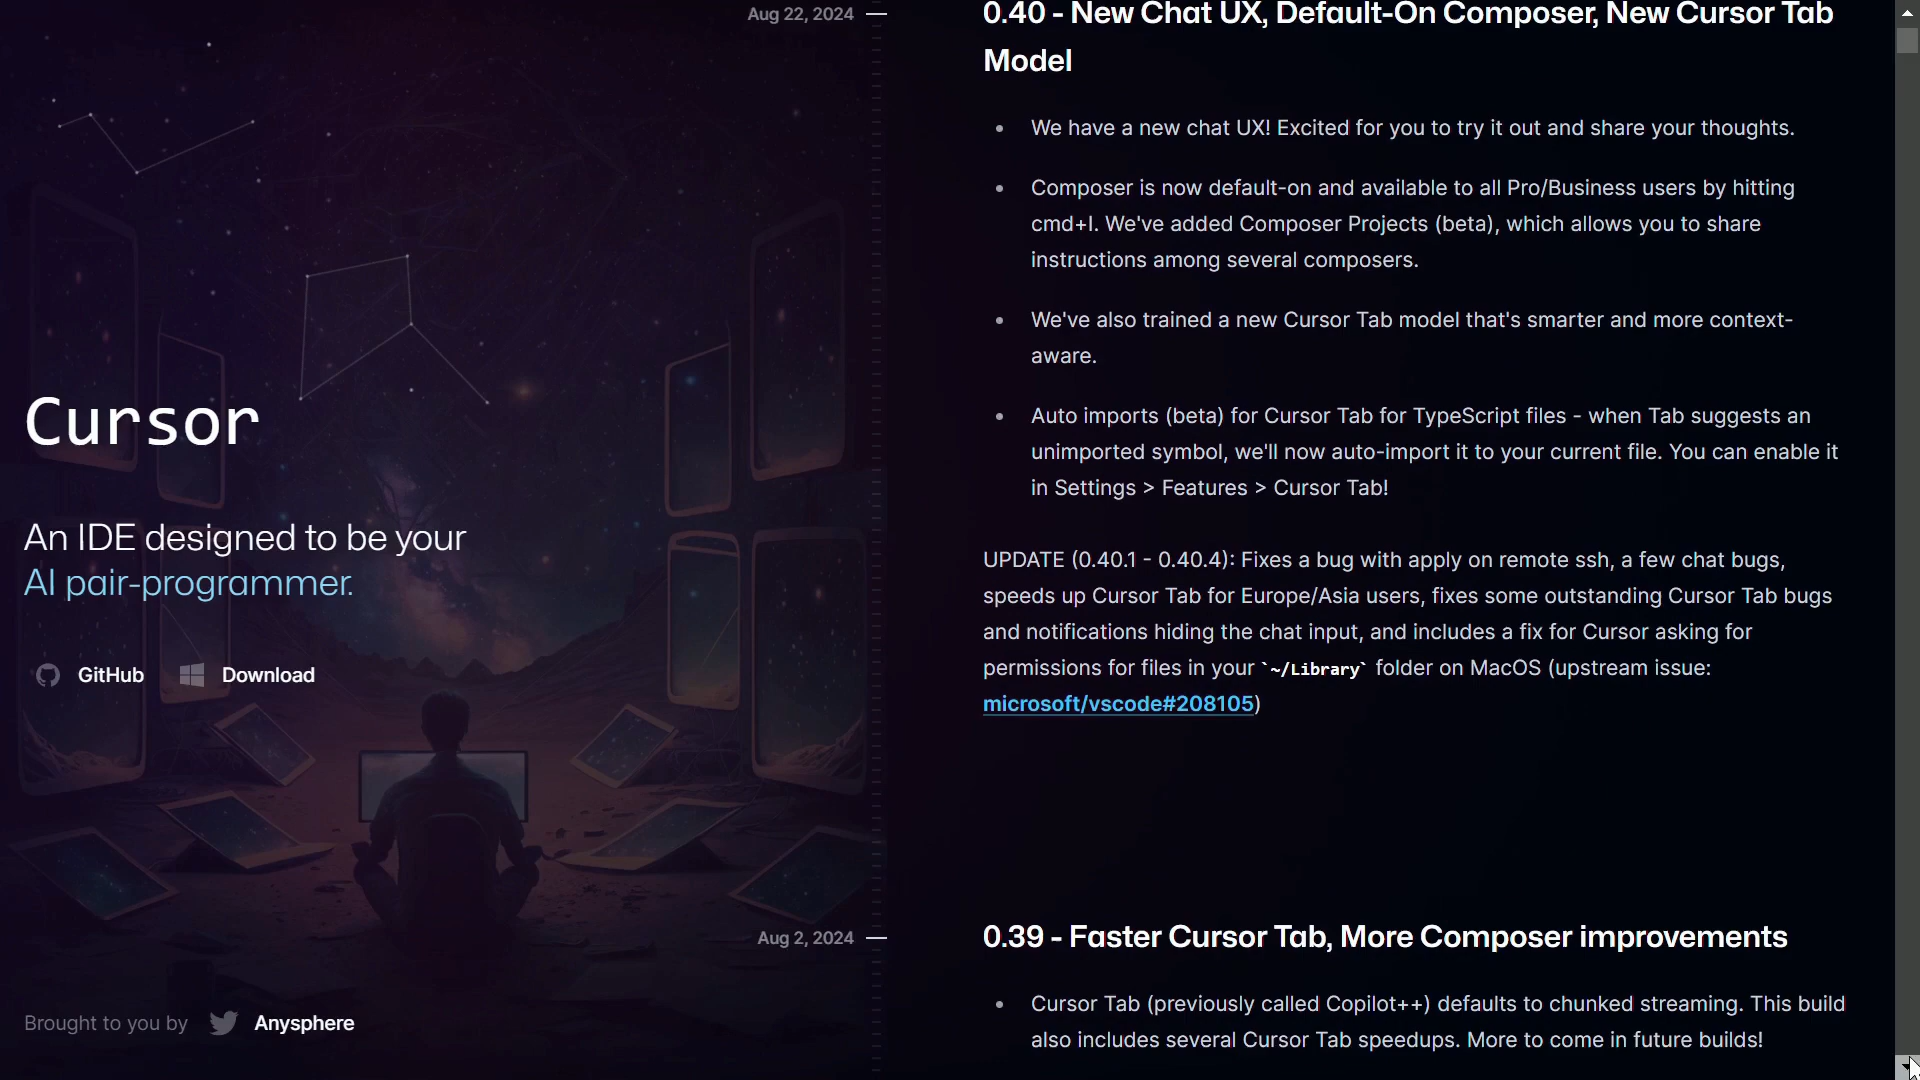 Aug 22, 2024
0.40 - New Chat UX, Default-On Composer, New Cursor Tab
Model
• We have a new chat UX! Excited for you to try it out and share your thoughts.
• Composer is now default-on and available to all Pro/Business users by hitting
cmd+I. We've added Composer Projects (beta), which allows you to share
instructions among several composers.
• We've also trained a new Cursor Tab model that's smarter and more context-
aware.
• Auto imports (beta) for Cursor Tab for TypeScript files - when Tab suggests an
unimported symbol, we'll now auto-import it to your current file. You can enable it
in Settings > Features > Cursor Tab!
UPDATE (0.40.1 - 0.40.4): Fixes a bug with apply on remote ssh, a few chat bugs,
speeds up Cursor Tab for Europe/Asia users, fixes some outstanding Cursor Tab bugs
and notifications hiding the chat input, and includes a fix for Cursor asking for
permissions for files in your `~/Library` folder on MacOS (upstream issue:
microsoft/vscode#208105)
Cursor
An IDE designed to be your
AI pair-programmer.
GitHub Download
Aug 2, 2024
0.39 - Faster Cursor Tab, More Composer improvements
• Cursor Tab (previously called Copilot++) defaults to chunked streaming. This build
also includes several Cursor Tab speedups. More to come in future builds!
Brought to you by Anysphere